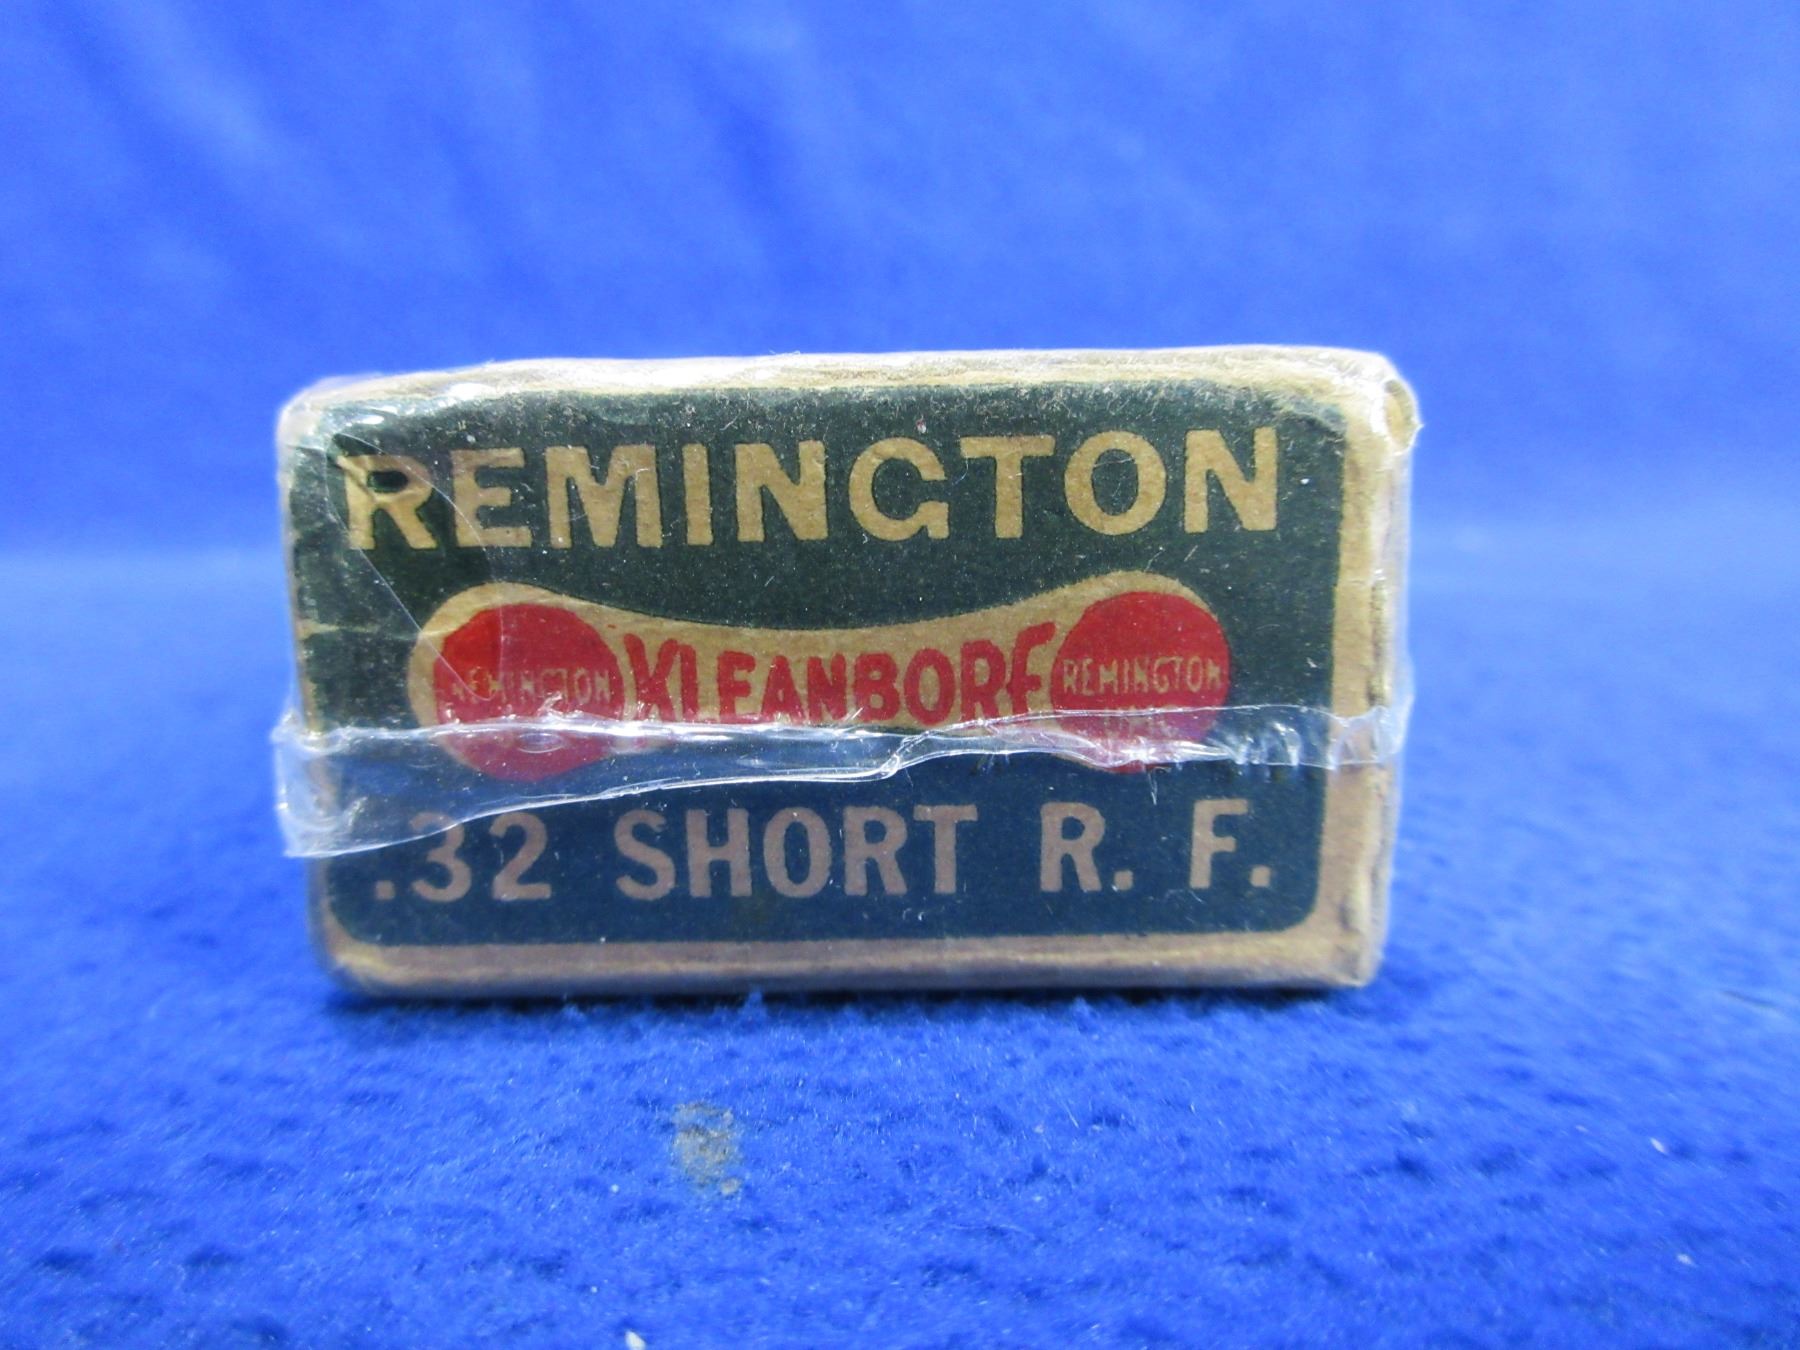 REMINGTON
REMINGTON KLEANBORE REMINGTON
.32 SHORT R. F.